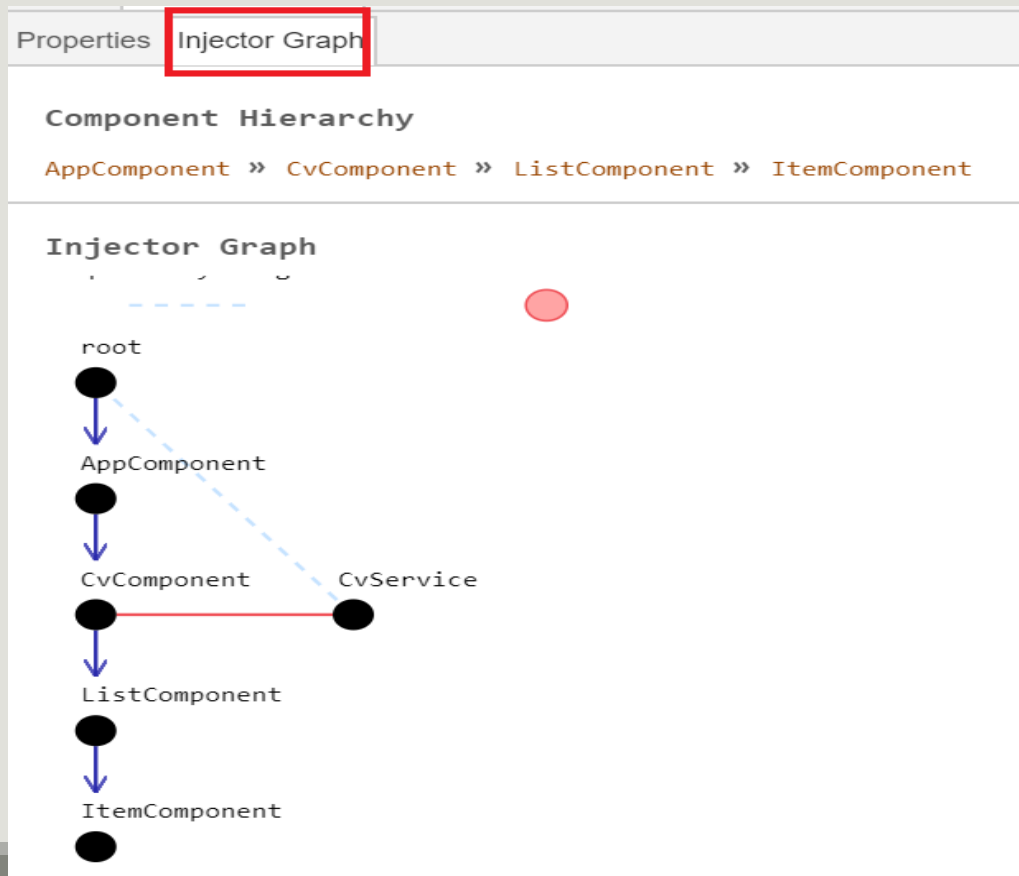 Properties Injector Graph
Component Hierarchy
AppComponent » CvComponent » ListComponent » ItemComponent
Injector Graph
root
AppComponent
CvComponent CvService
ListComponent
ItemComponent